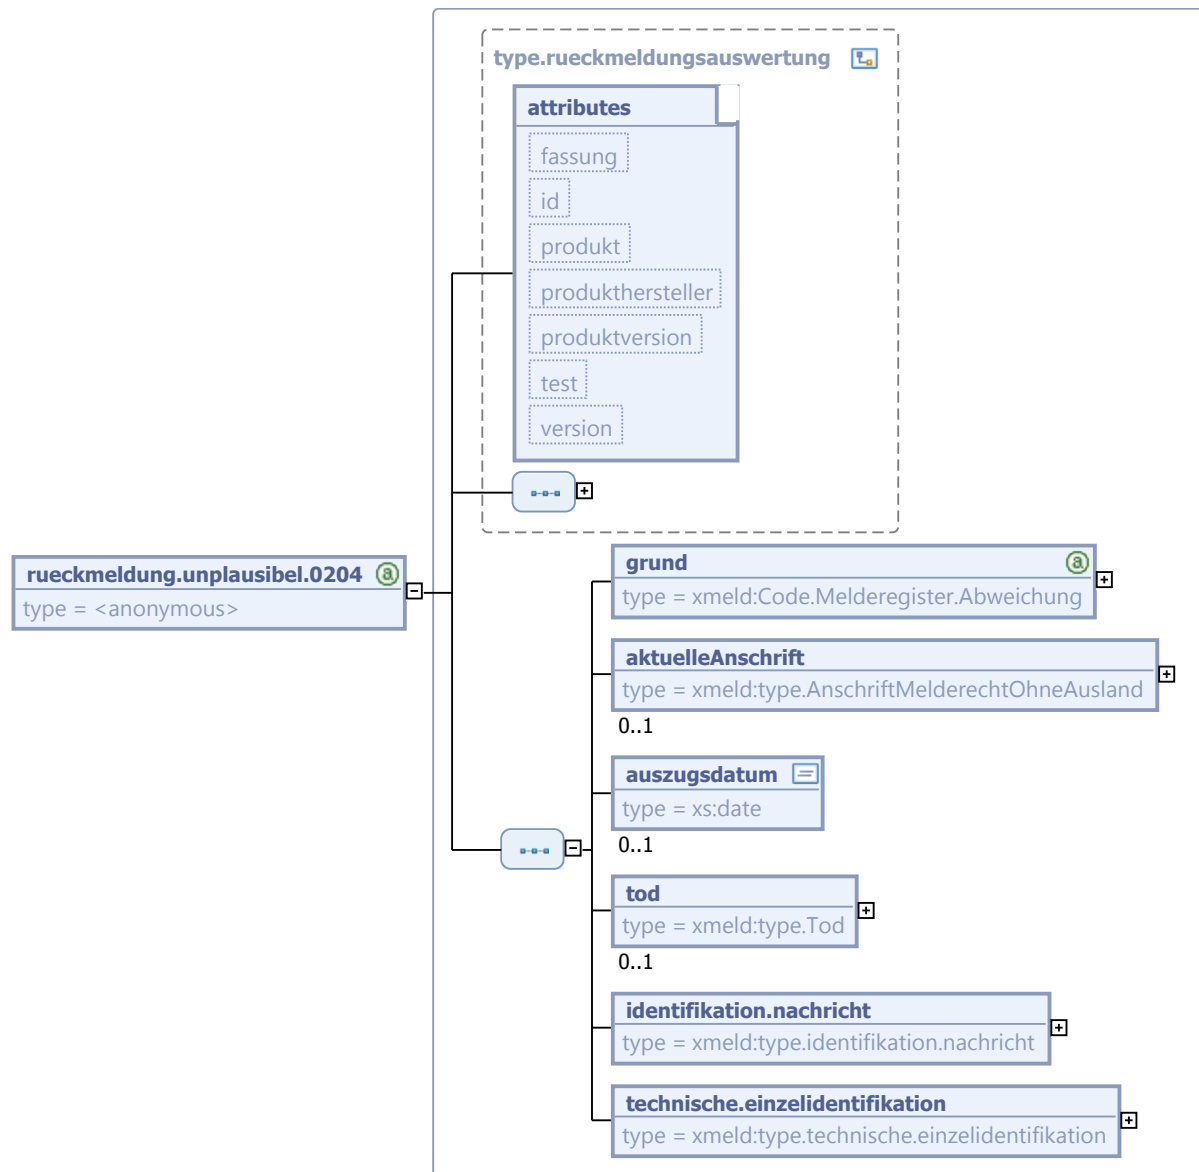 type.rueckmeldungsauswertung
attributes
fassung
id
produkt
produkthersteller
produktversion
test
version
rueckmeldung.unplausibel.0204
type = <anonymous>
grund
type = xmeld:Code.Melderegister.Abweichung
aktuelleAnschrift
type = xmeld:type.AnschriftMelderechtOhneAusland
0..1
auszugsdatum
type = xs:date
0..1
tod
type = xmeld:type.Tod
0..1
identifikation.nachricht
type = xmeld:type.identifikation.nachricht
technische.einzelidentifikation
type = xmeld:type.technische.einzelidentifikation